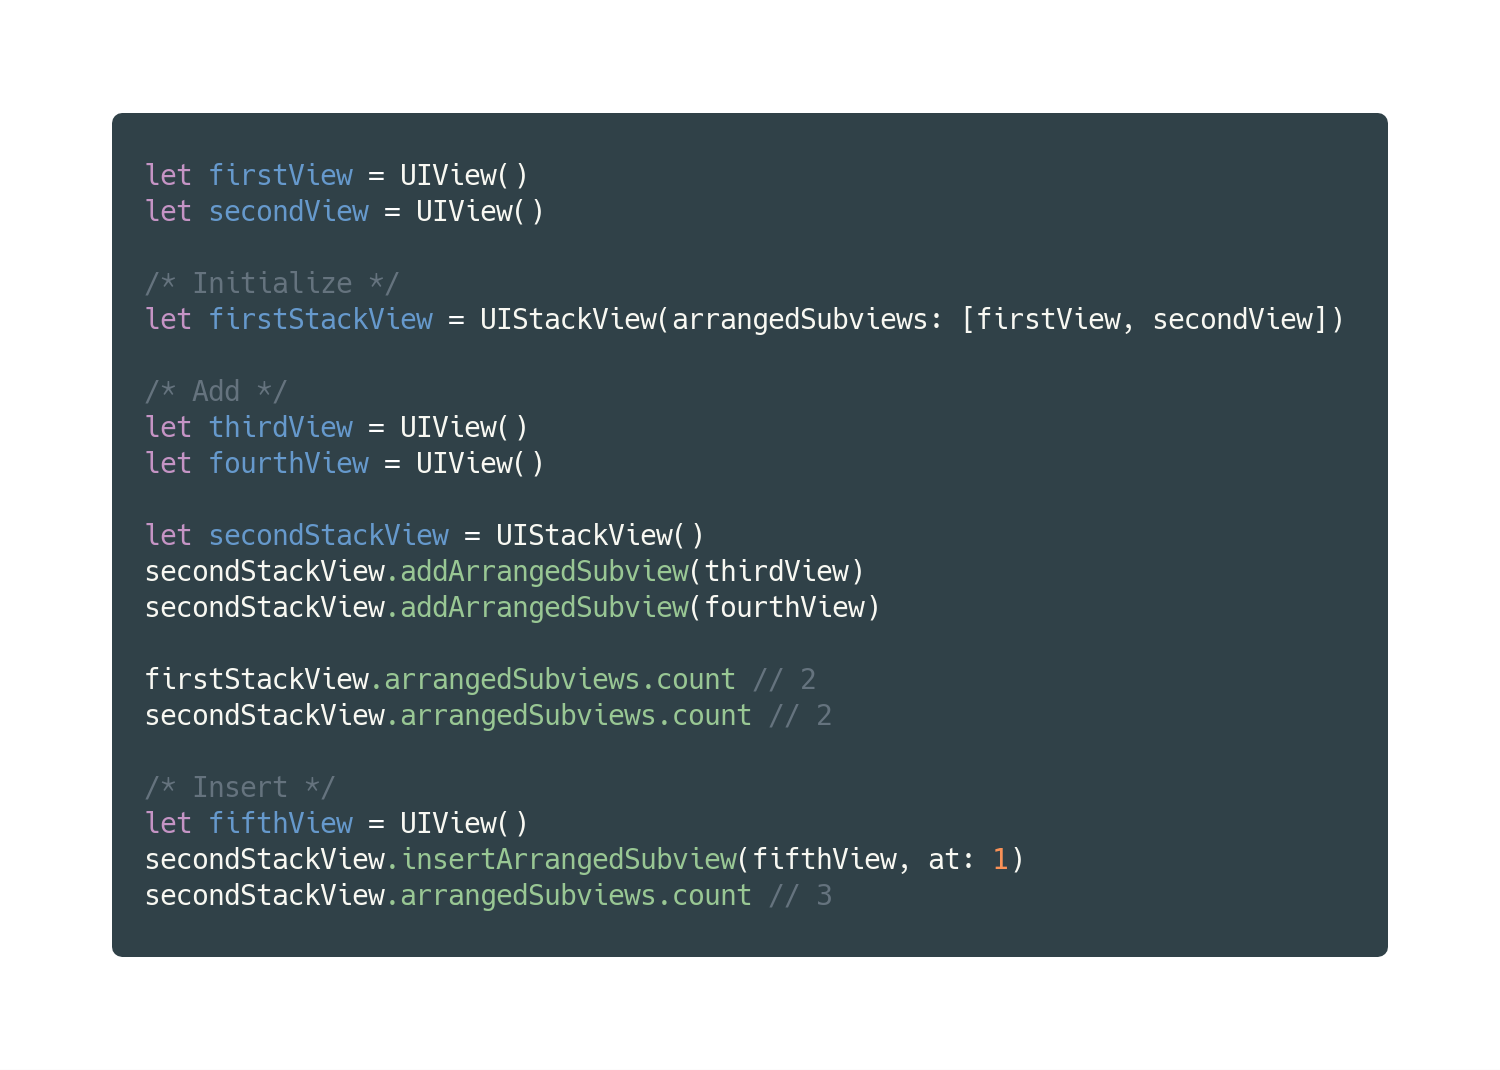 let firstView = UIView()
let secondView = UIView()

/* Initialize */
let firstStackView = UIStackView(arrangedSubviews: [firstView, secondView])

/* Add */
let thirdView = UIView()
let fourthView = UIView()

let secondStackView = UIStackView()
secondStackView.addArrangedSubview(thirdView)
secondStackView.addArrangedSubview(fourthView)

firstStackView.arrangedSubviews.count // 2
secondStackView.arrangedSubviews.count // 2

/* Insert */
let fifthView = UIView()
secondStackView.insertArrangedSubview(fifthView, at: 1)
secondStackView.arrangedSubviews.count // 3